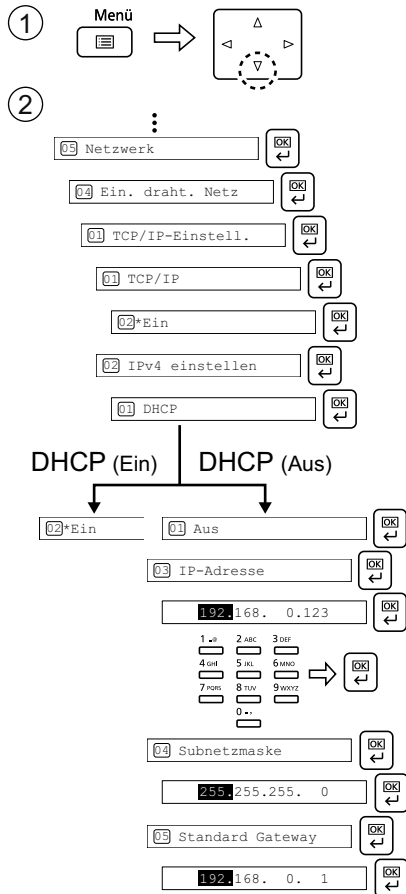 1
Menü
2
05 Netzwerk OK
04 Ein. draht. Netz OK
01 TCP/IP-Einstell. OK
01 TCP/IP OK
02*Ein OK
02 IPv4 einstellen OK
01 DHCP OK
DHCP (Ein) DHCP (Aus)
02*Ein 01 Aus OK
03 IP-Adresse OK
192.168. 0.123 OK
1 .@ 2 ABC 3 DEF
4 GHI 5 JKL 6 MNO OK
7 PQRS 8 TUV 9 WXYZ
0 -.,
04 Subnetzmaske OK
255.255.255. 0 OK
05 Standard Gateway OK
192.168. 0. 1 OK